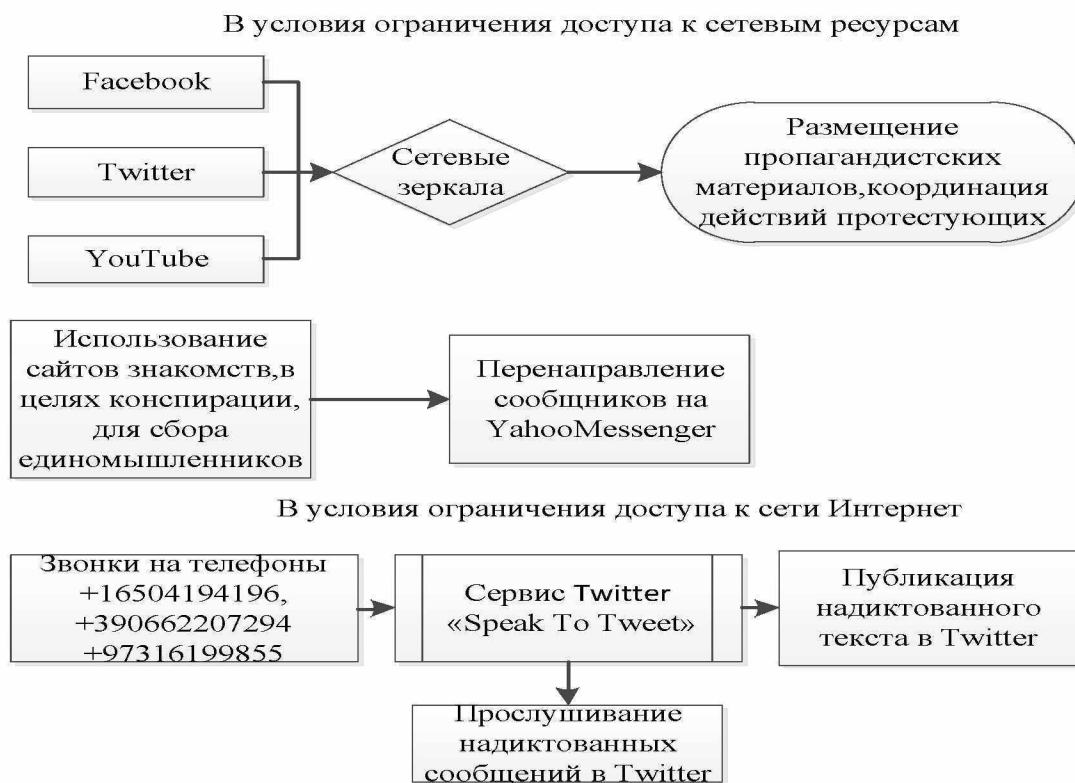 В условия ограничения доступа к сетевым ресурсам
Facebook
Twitter
YouTube
Сетевые
зеркала
Размещение
пропагандистских
материалов,координация
действий протестующих
Использование
сайтов знакомств,в
целях конспирации,
для сбора
единомышленников
Перенаправление
сообщников на
YahooMessenger
В условия ограничения доступа к сети Интернет
Звонки на телефоны
+16504194196,
+390662207294
+97316199855
Сервис Twitter
«Speak To Tweet»
Публикация
надиктованного
текста в Twitter
Прослушивание
надиктованных
сообщений в Twitter